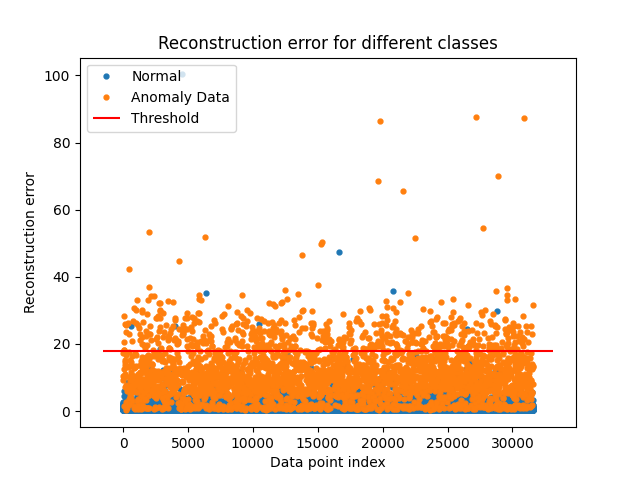 Reconstruction error for different classes
Normal
Anomaly Data
Threshold
100
80
60
40
20
0
Reconstruction error
0 5000 10000 15000 20000 25000 30000
Data point index